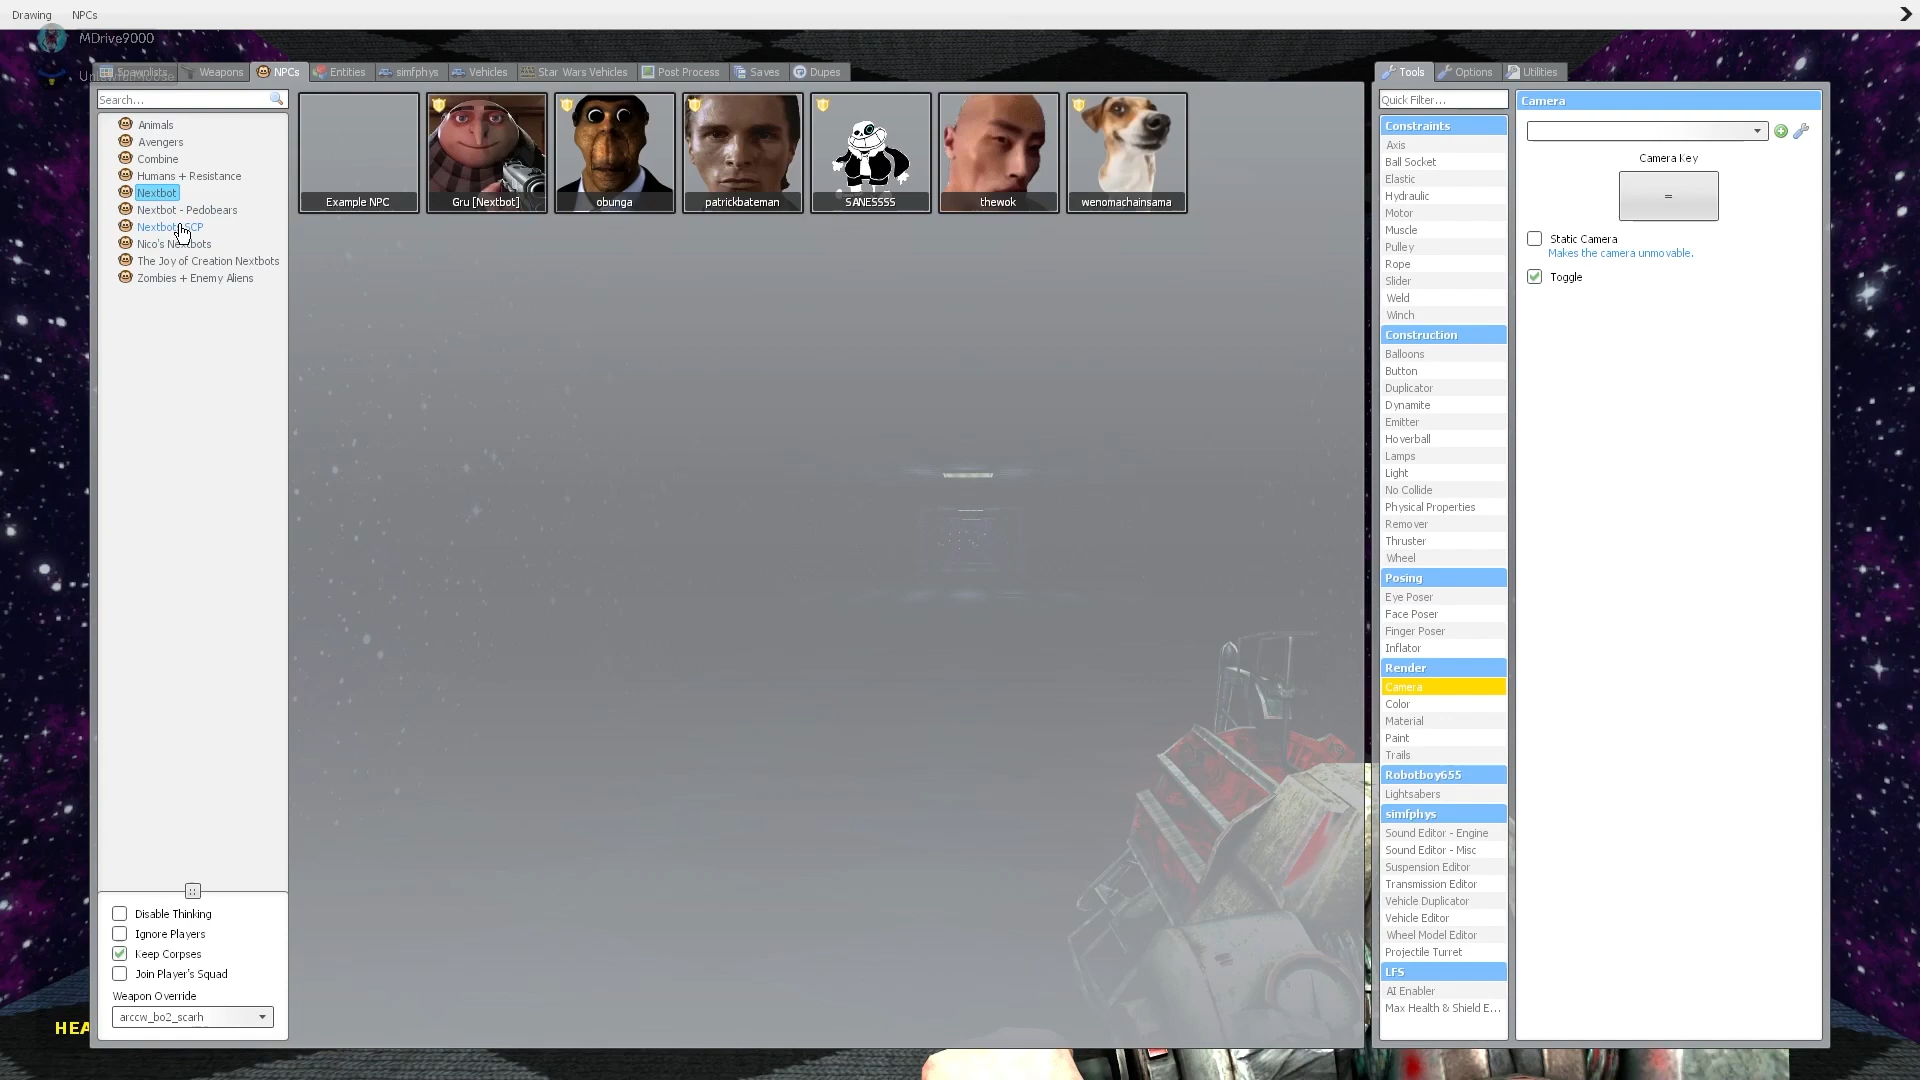 Drawing
NPCs
MDrive9000
Spawnlists
Weapons
NPCs
Entities
simfphys
Vehicles
Star Wars Vehicles
Post Process
Saves
Dupes
Search...
Animals
Avengers
Combine
Humans + Resistance
Nextbot
Nextbot - Pedobears
Nextbot SCP
Nico's Nextbots
The Joy of Creation Nextbots
Zombies + Enemy Aliens
Example NPC
Gru [Nextbot]
obunga
patrickbateman
SANESSSS
thewok
wenomachainsama
Disable Thinking
Ignore Players
Keep Corpses
Join Player's Squad
Weapon Override
arccw_bo2_scarh
HEA
Tools
Options
Utilities
Quick Filter...
Constraints
Axis
Ball Socket
Elastic
Hydraulic
Motor
Muscle
Pulley
Rope
Slider
Weld
Winch
Construction
Balloons
Button
Duplicator
Dynamite
Emitter
Hoverball
Lamps
Light
No Collide
Physical Properties
Remover
Thruster
Wheel
Posing
Eye Poser
Face Poser
Finger Poser
Inflator
Render
Camera
Color
Material
Paint
Trails
Robotboy655
Lightsabers
simfphys
Sound Editor - Engine
Sound Editor - Misc
Suspension Editor
Transmission Editor
Vehicle Duplicator
Vehicle Editor
Wheel Model Editor
Projectile Turret
LFS
AI Enabler
Max Health & Shield E...
Camera
Camera Key
=
Static Camera
Makes the camera unmovable.
Toggle